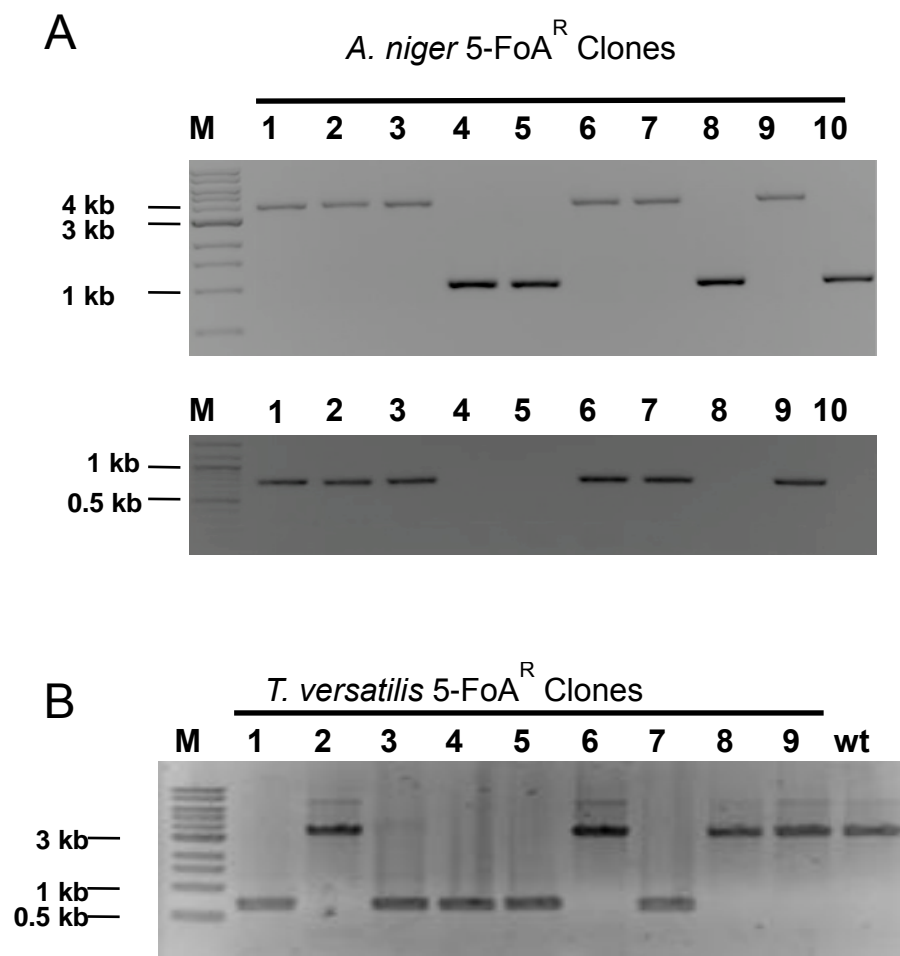 A
A. niger 5-FoA^R Clones
M 1 2 3 4 5 6 7 8 9 10
4 kb
3 kb
1 kb
M 1 2 3 4 5 6 7 8 9 10
1 kb
0.5 kb
B
T. versatilis 5-FoA^R Clones
M 1 2 3 4 5 6 7 8 9 wt
3 kb
1 kb
0.5 kb